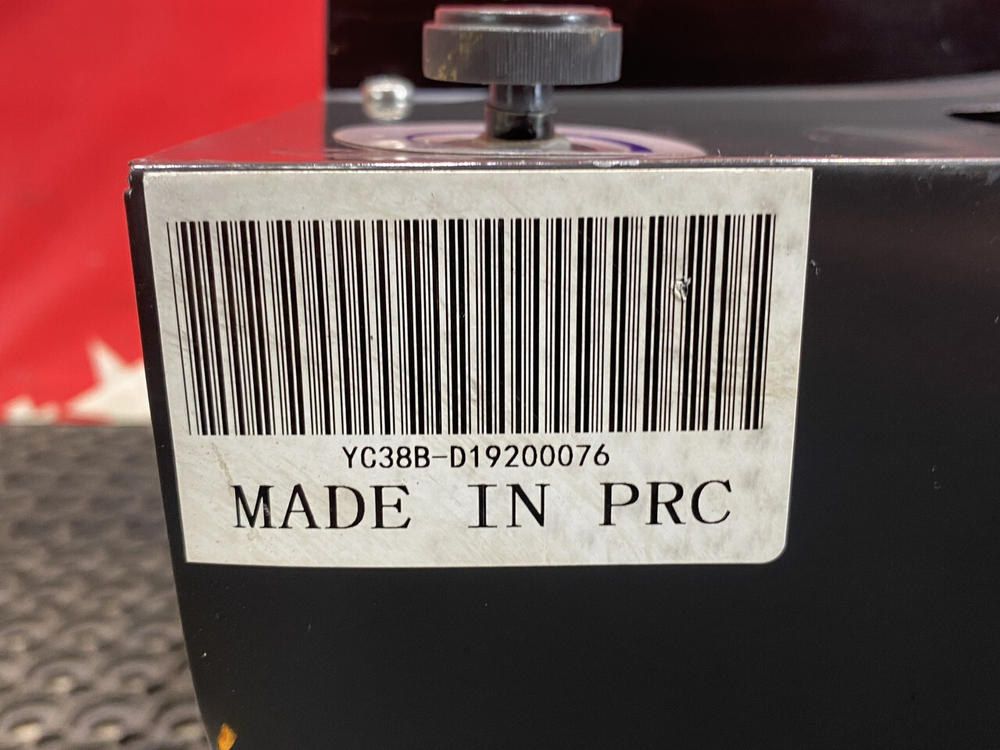 YC38B-D19200076
MADE IN PRC